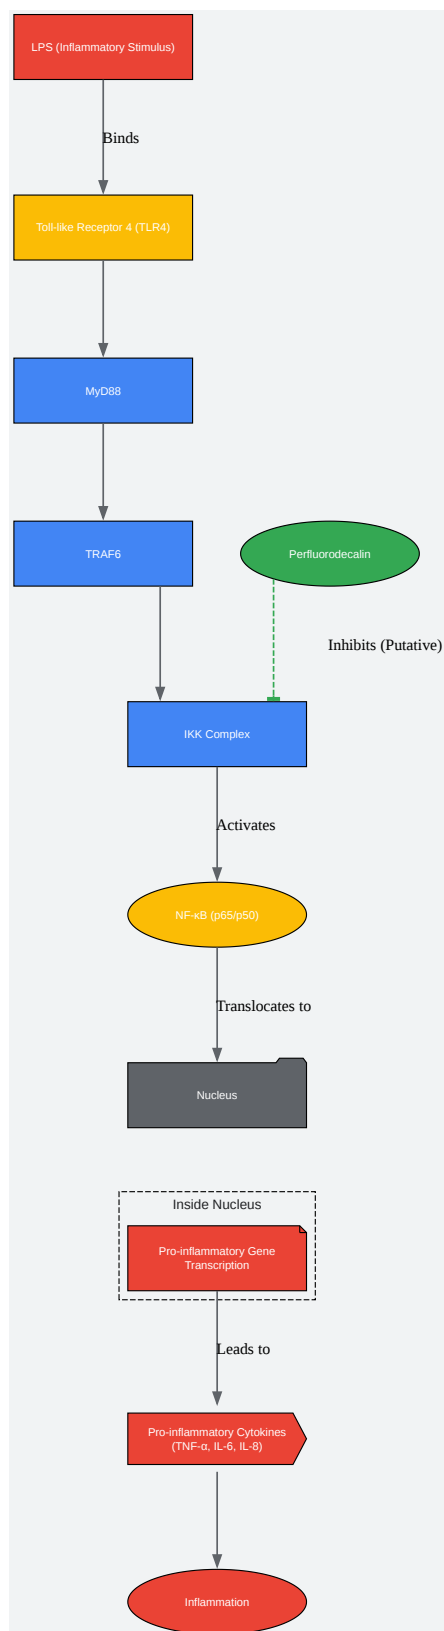 LPS (Inflammatory Stimulus)
Binds
Toll-like Receptor 4 (TLR4)
MyD88
TRAF6
Perfluorodecalin
Inhibits (Putative)
IKK Complex
Activates
NF-κB (p65/p50)
Translocates to
Nucleus
Inside Nucleus
Pro-inflammatory Gene
Transcription
Leads to
Pro-inflammatory Cytokines
(TNF-α, IL-6, IL-8)
Inflammation